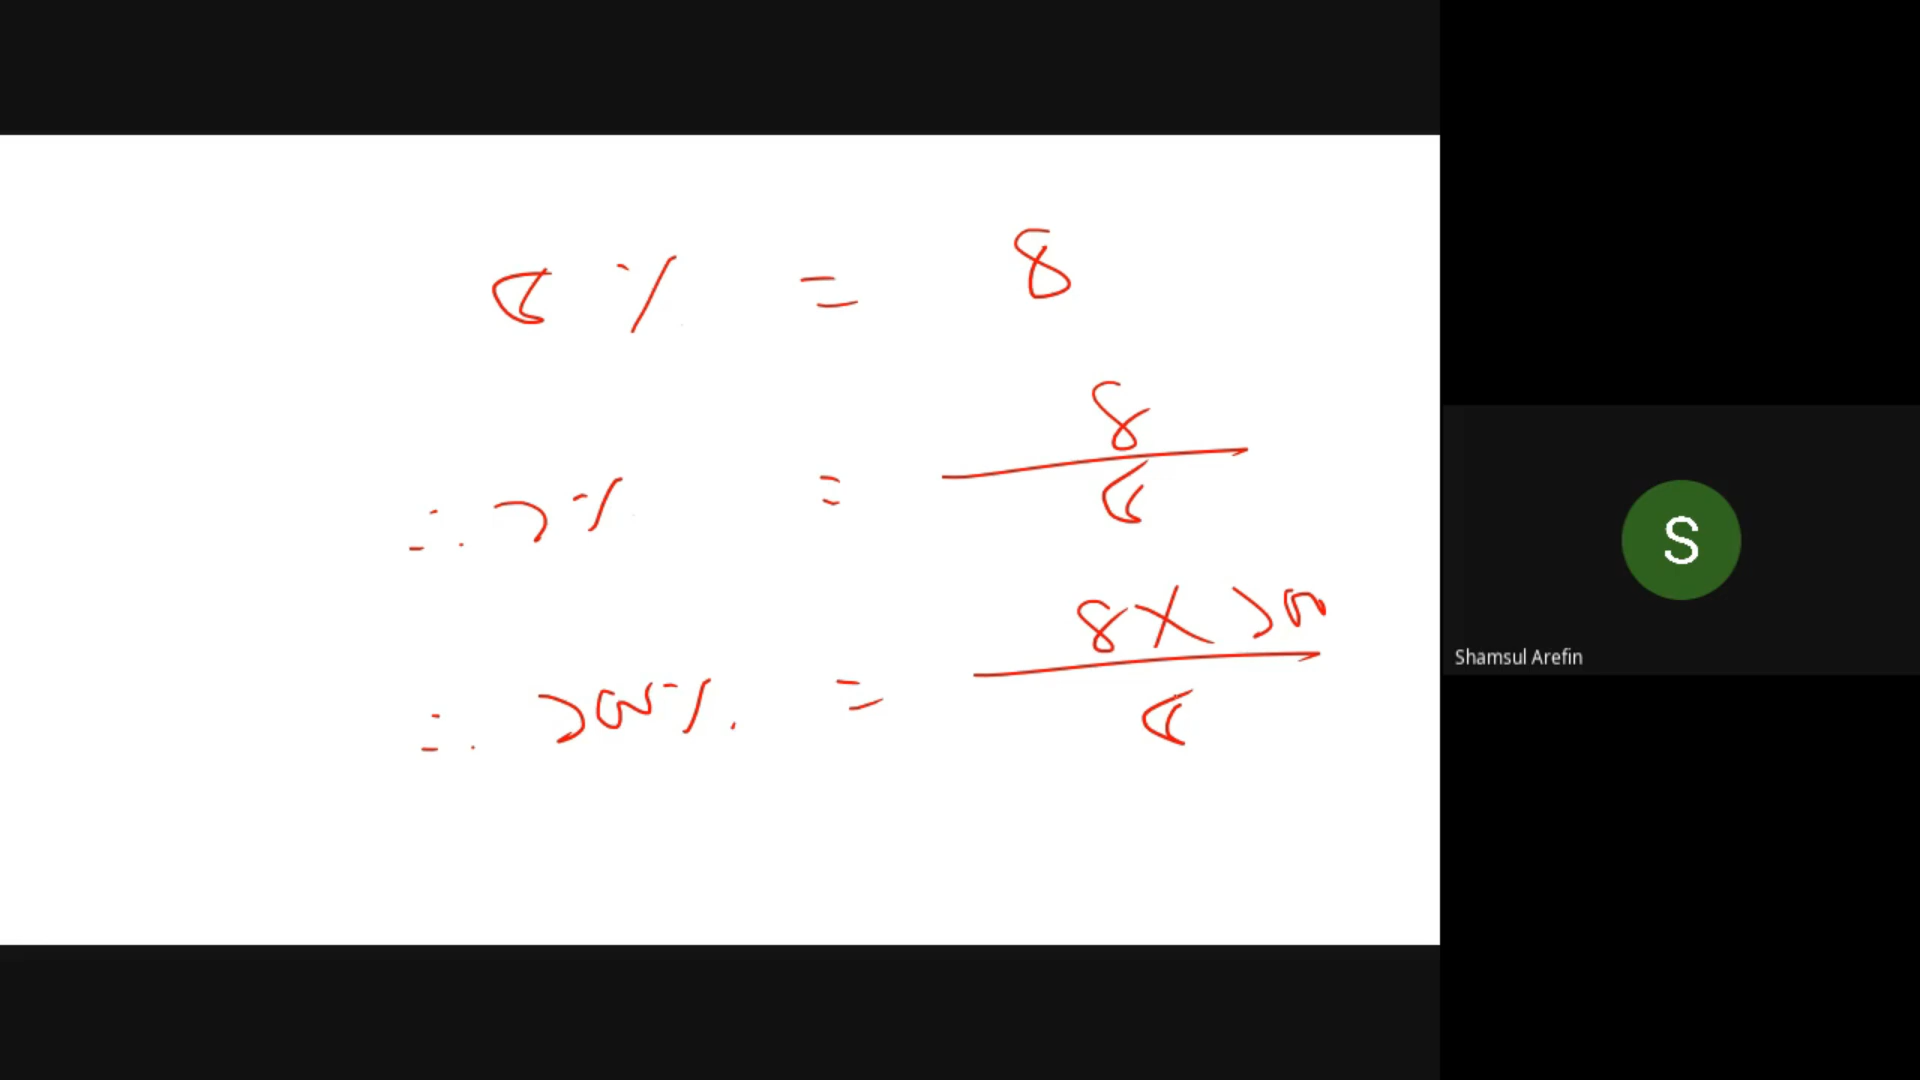 ৫ % = ৪
∴ ১% = ৪/৫
∴ ১০০% = ৪ X ১০০/৫
Shamsul Arefin
S